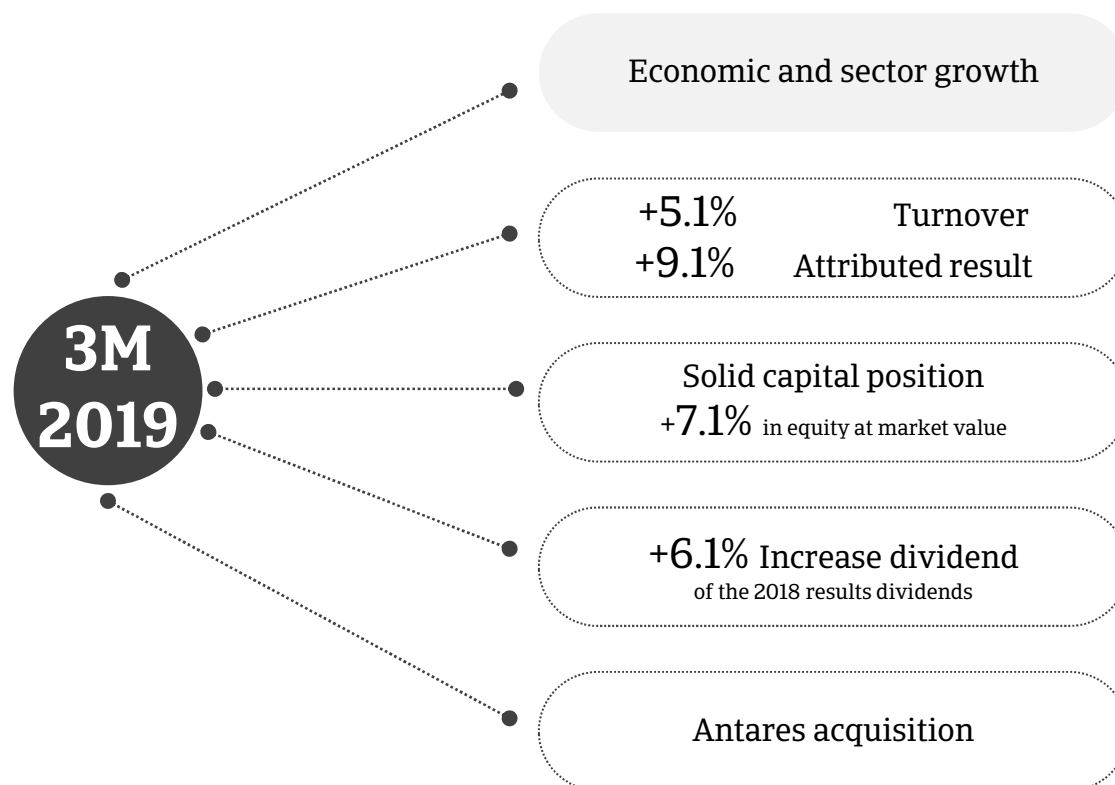 Economic and sector growth
+5.1% Turnover
+9.1% Attributed result
3M
2019
Solid capital position
+7.1% in equity at market value
+6.1% Increase dividend
of the 2018 results dividends
Antares acquisition